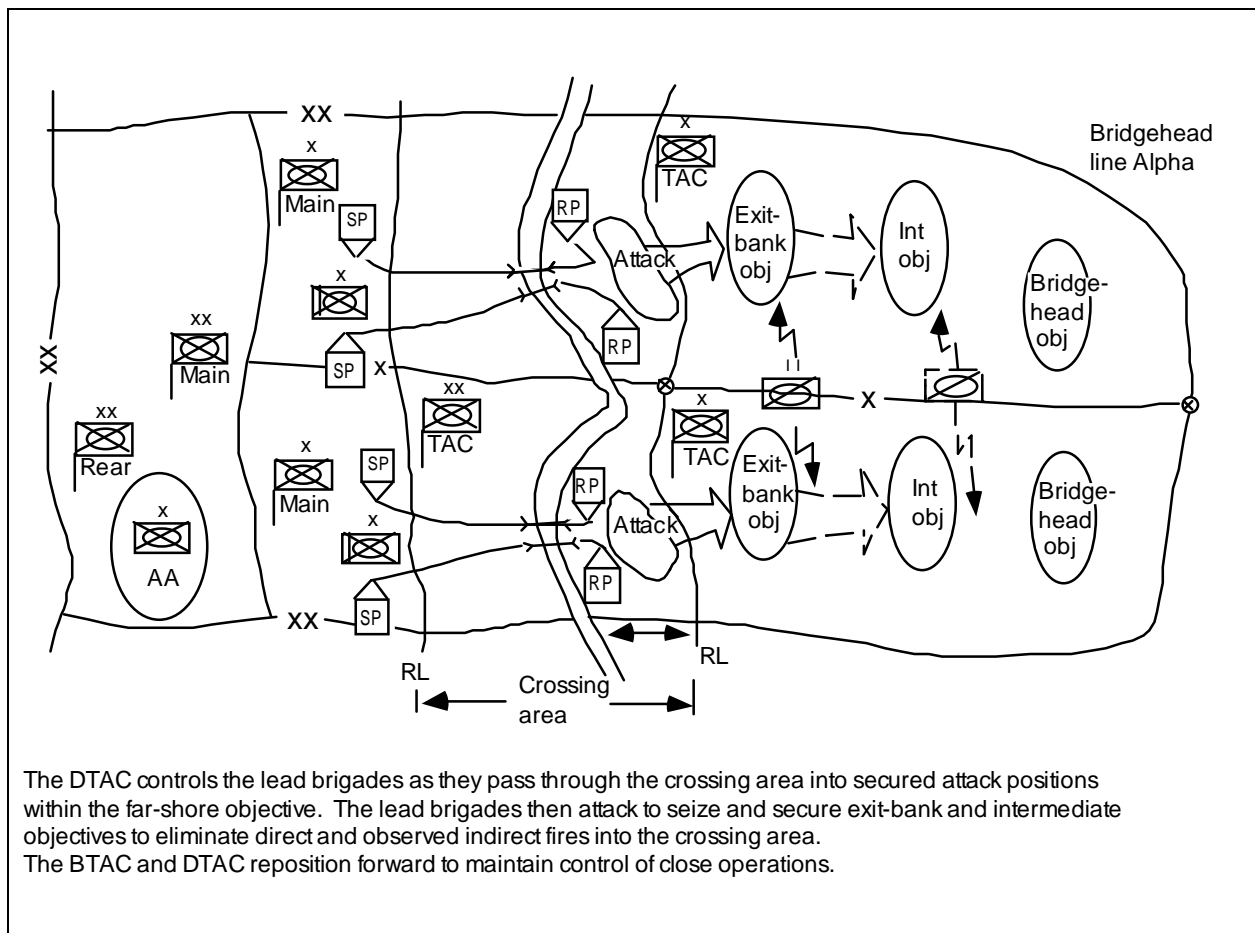 XX
x
Main
SP
x
RP
x
TAC
Attack
Exit-
bank
obj
Int
obj
Bridgehead
line Alpha
Bridge-
head
obj
XX
xx
Main
SP
x
RP
xx
TAC
x
TAC
II
x
xx
Rear
x
Main
SP
x
RP
Attack
Exit-
bank
obj
Int
obj
Bridge-
head
obj
x
AA
RP
XX
SP
RL
RL
Crossing
area
The DTAC controls the lead brigades as they pass through the crossing area into secured attack positions
within the far-shore objective. The lead brigades then attack to seize and secure exit-bank and intermediate
objectives to eliminate direct and observed indirect fires into the crossing area.
The BTAC and DTAC reposition forward to maintain control of close operations.